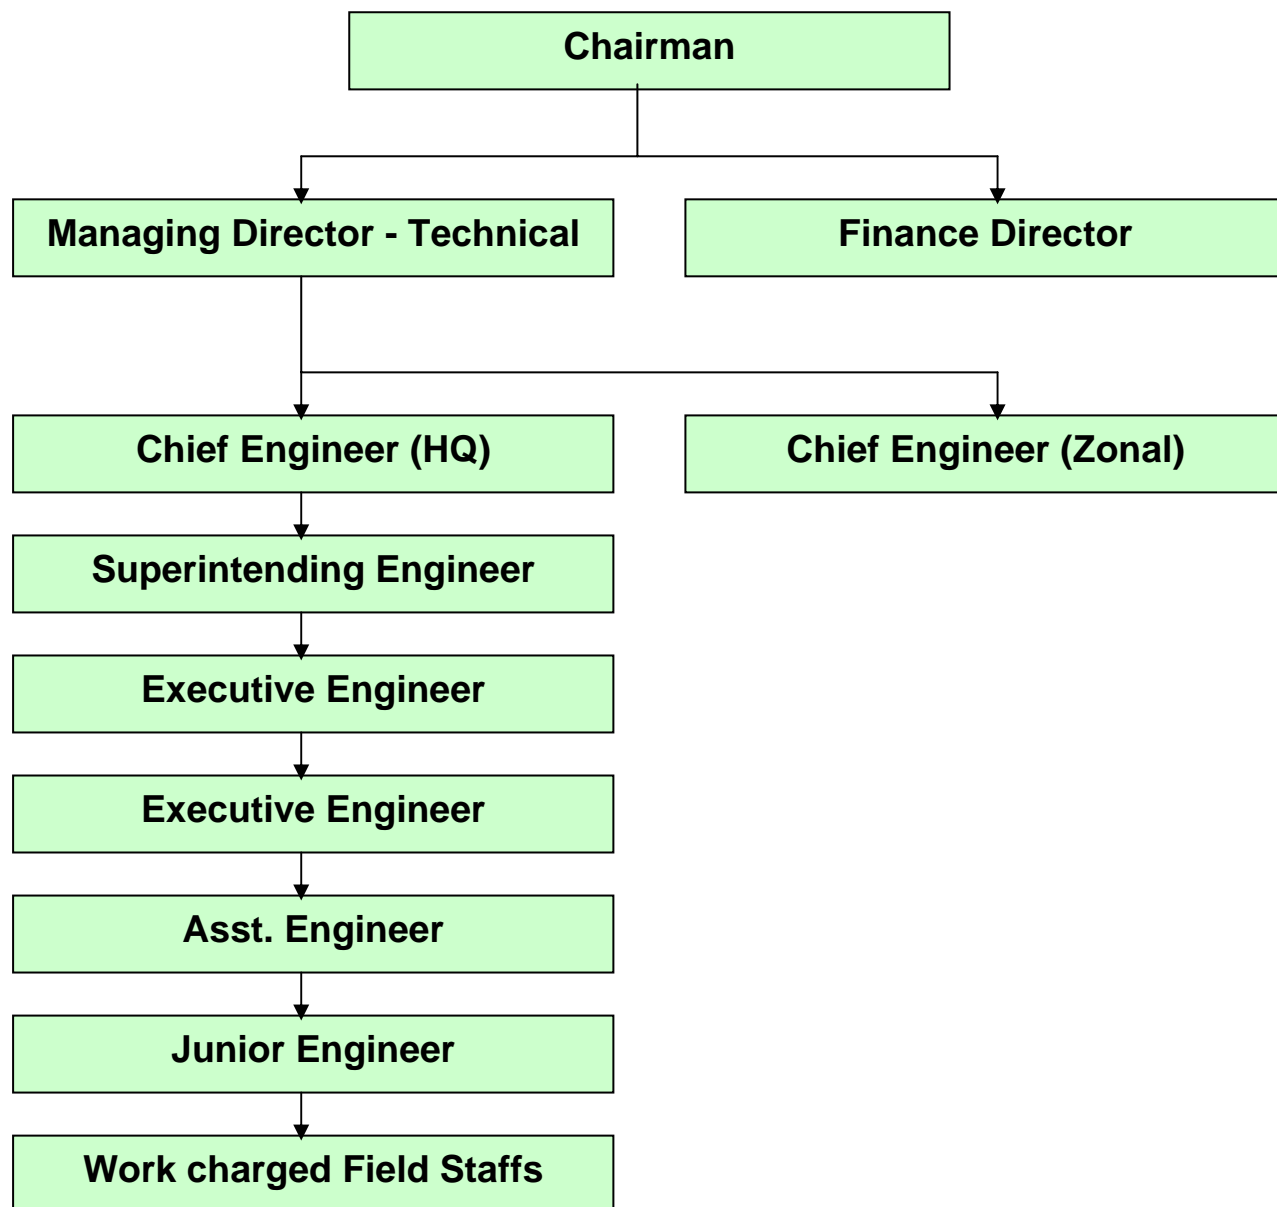 Chairman
Managing Director - Technical
Finance Director
Chief Engineer (HQ)
Chief Engineer (Zonal)
Superintending Engineer
Executive Engineer
Executive Engineer
Asst. Engineer
Junior Engineer
Work charged Field Staffs